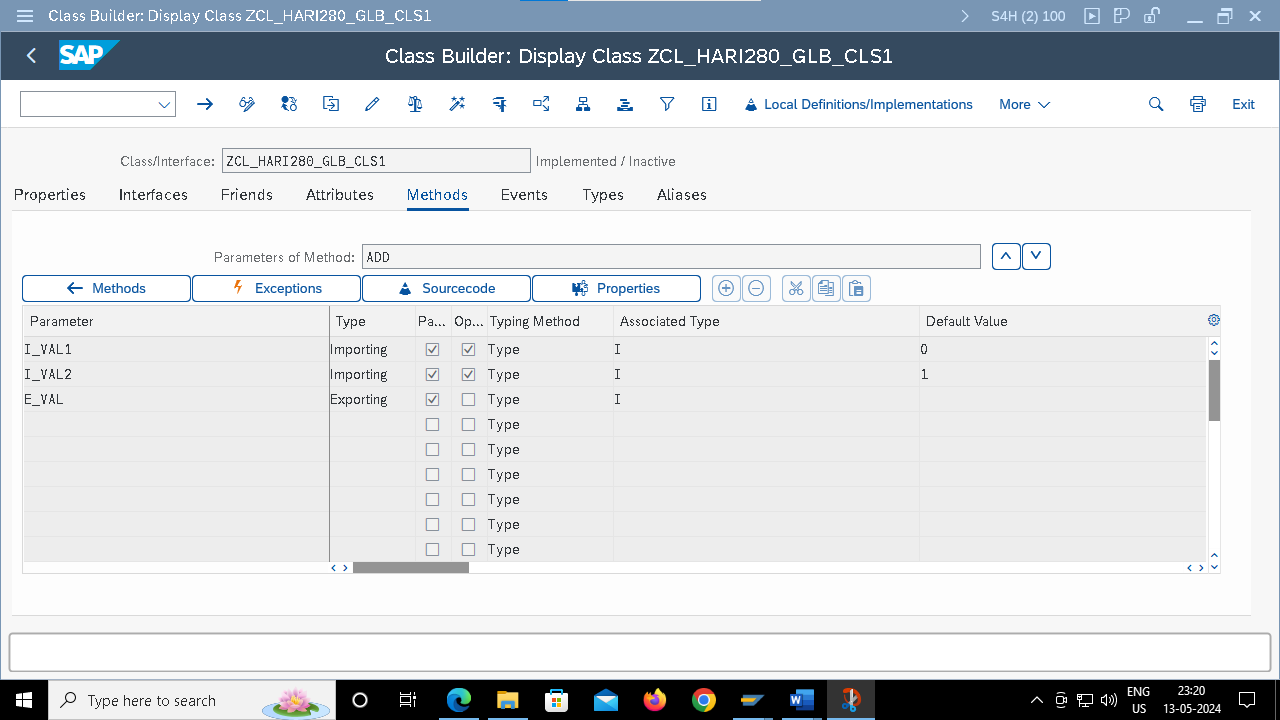 Class Builder: Display Class ZCL_HARI280_GLB_CLS1
S4H (2) 100
SAP
Class Builder: Display Class ZCL_HARI280_GLB_CLS1
Local Definitions/Implementations
More
Exit
Class/Interface: ZCL_HARI280_GLB_CLS1 Implemented / Inactive
Properties Interfaces Friends Attributes Methods Events Types Aliases
Parameters of Method: ADD
Methods Exceptions Sourcecode Properties
Parameter Type Pa... Op... Typing Method Associated Type Default Value
I_VAL1 Importing Type I 0
I_VAL2 Importing Type I 1
E_VAL Exporting Type I
Type
Type
Type
Type
Type
Type
Type here to search
ENG
US
23:20
13-05-2024